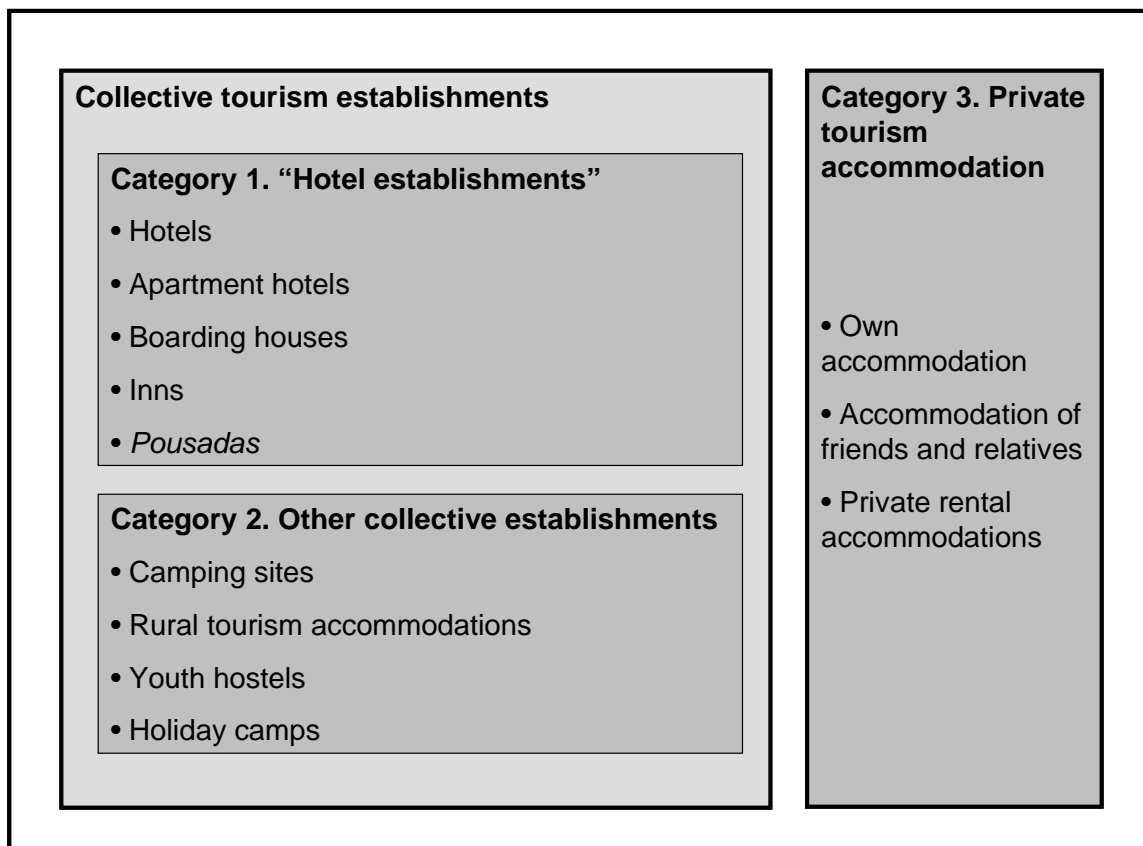 Collective tourism establishments
Category 1. “Hotel establishments”
• Hotels
• Apartment hotels
• Boarding houses
• Inns
• Pousadas
Category 2. Other collective establishments
• Camping sites
• Rural tourism accommodations
• Youth hostels
• Holiday camps
Category 3. Private
tourism
accommodation
• Own
accommodation
• Accommodation of
friends and relatives
• Private rental
accommodations